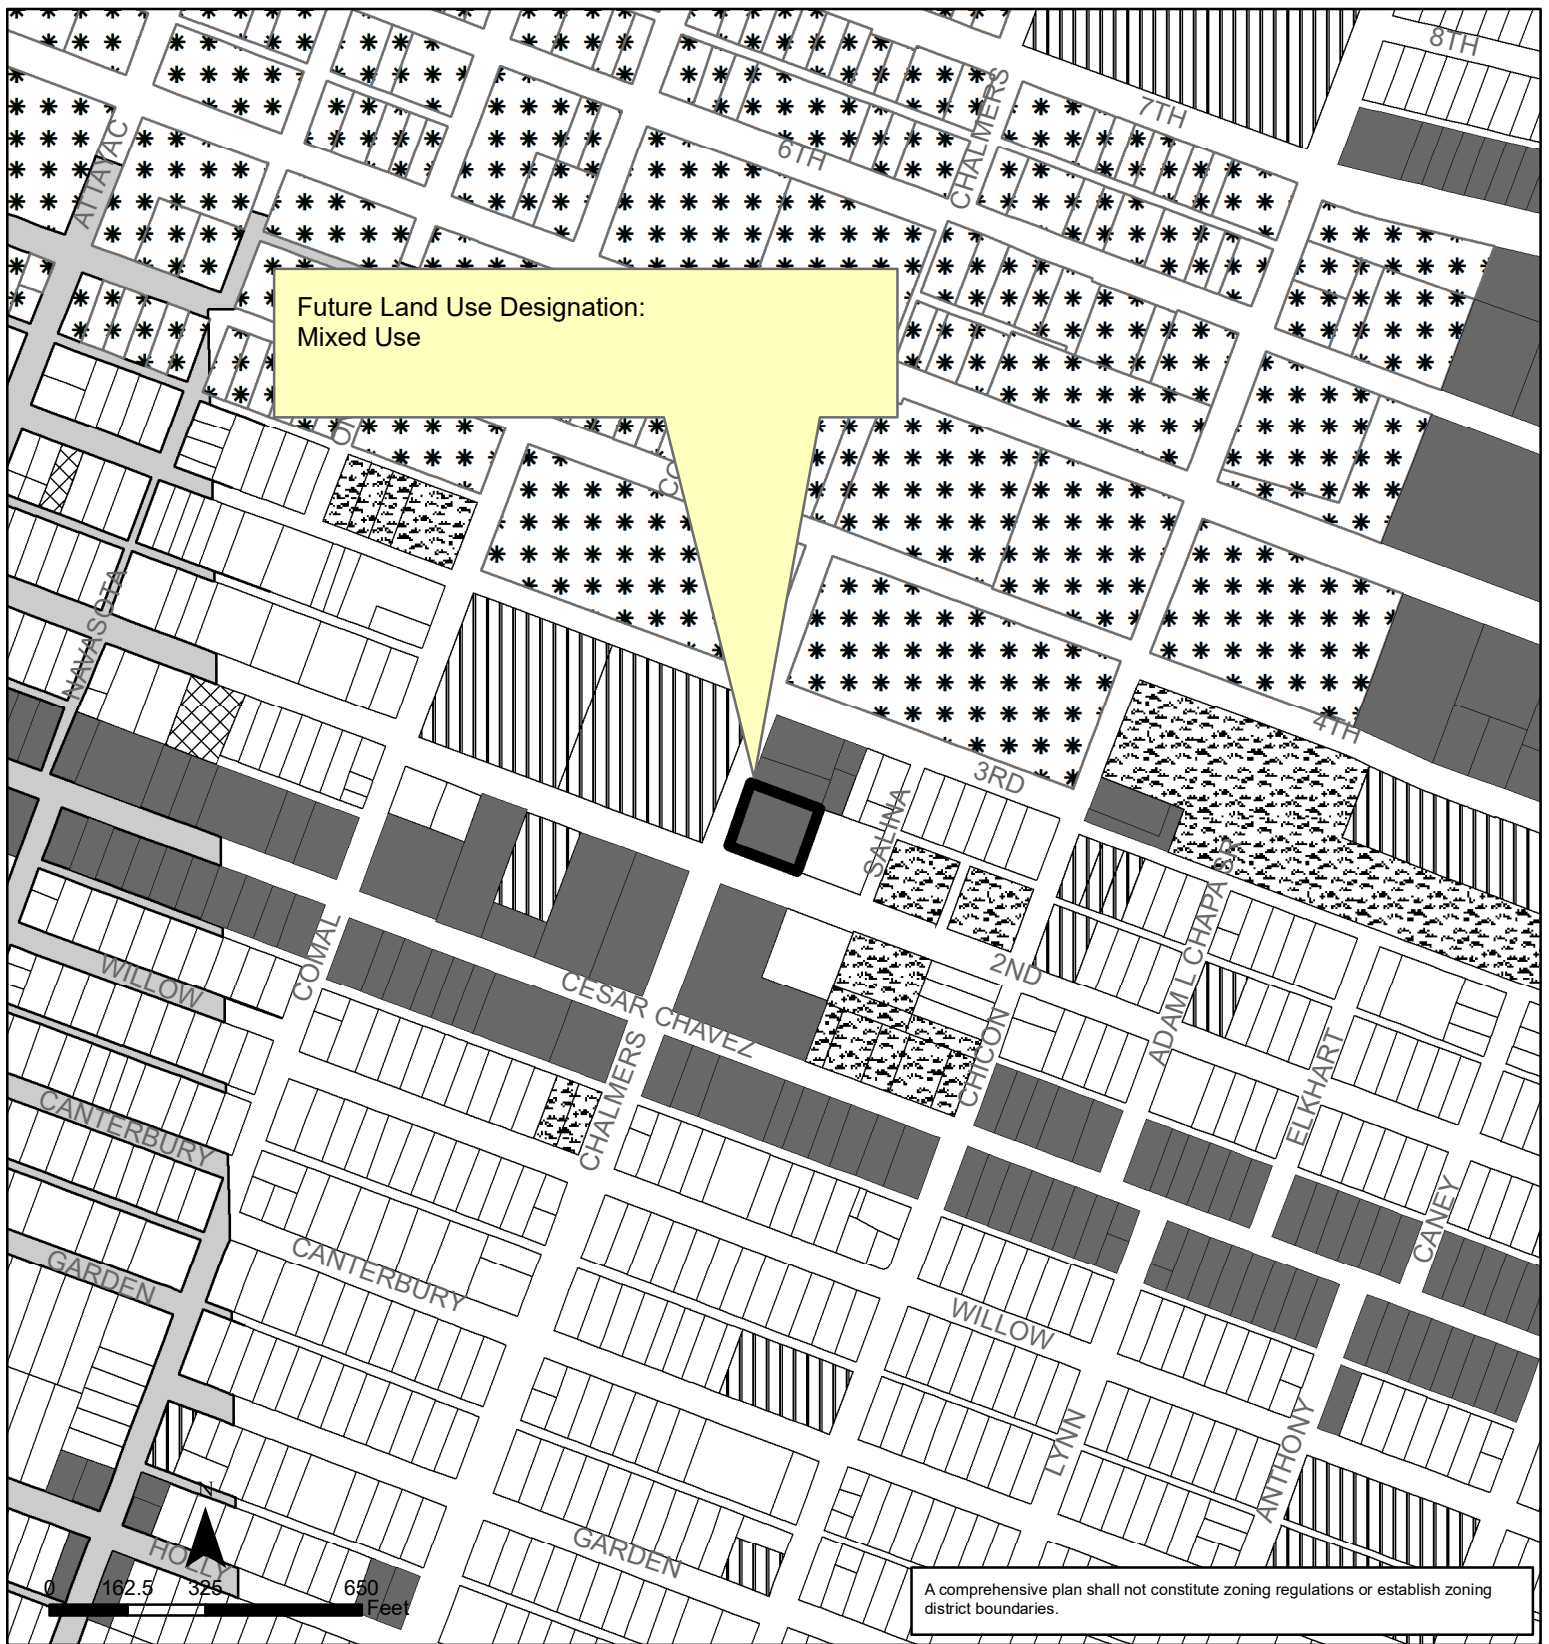 8TH
7TH
CHALMERS
6TH
ATTAYAC
Future Land Use Designation:
Mixed Use
CO
NAVASOTA
4TH
3RD
SALINA
ADAM L CHAPA SR
COMAL
WILLOW
2ND
CESAR CHAVEZ
CHICON
CHALMERS
ELKHART
CANTERBURY
CANEY
GARDEN
CANTERBURY
WILLOW
LYNN
ANTHONY
N
HOLLY
GARDEN
0 162.5 325 650
Feet
A comprehensive plan shall not constitute zoning regulations or establish zoning
district boundaries.